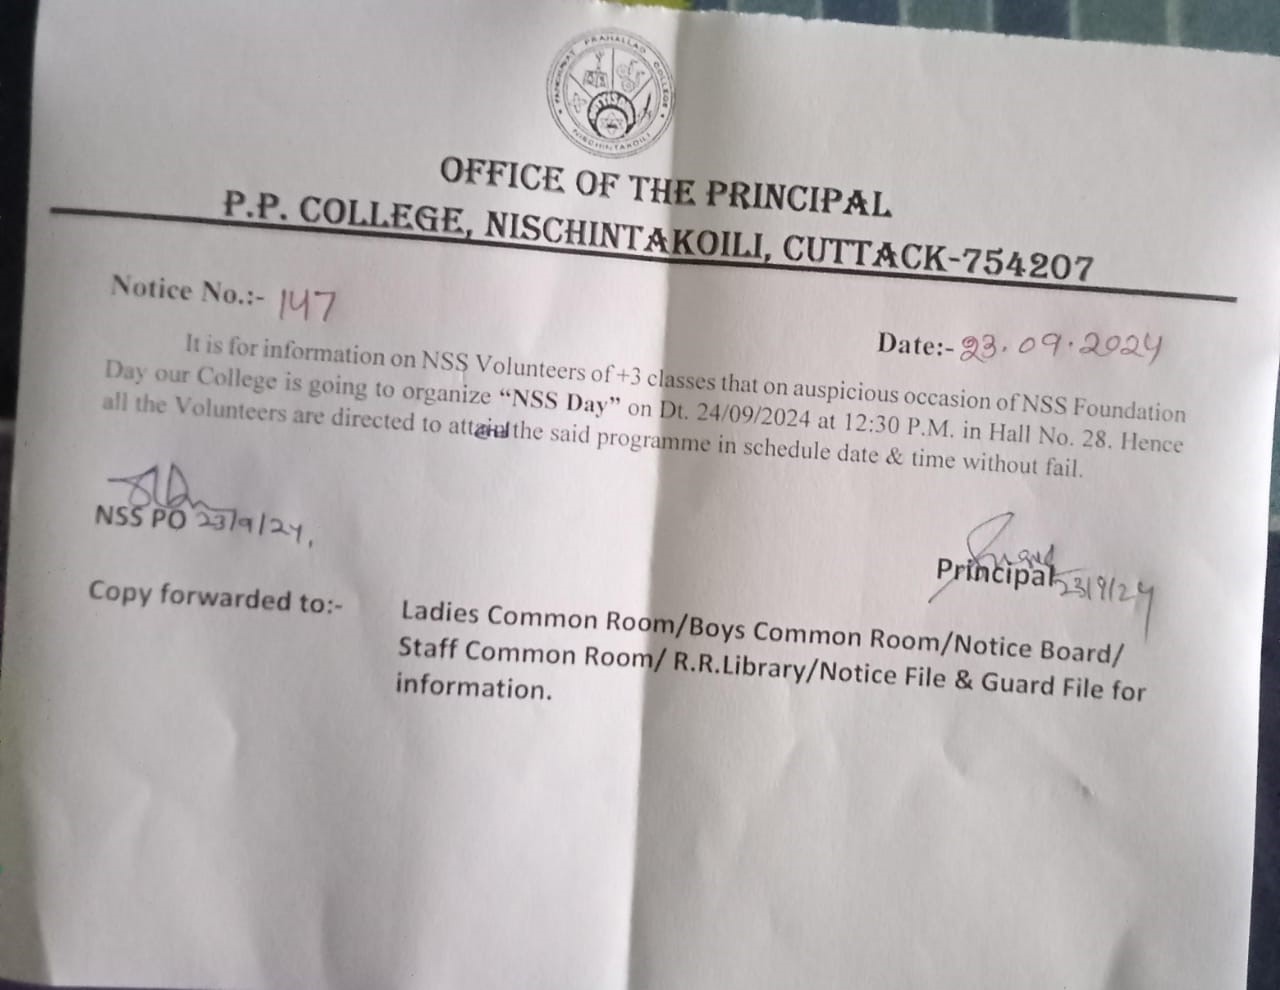 PRAHALLAD COLLEGE
NISCHINTAKOILI
OFFICE OF THE PRINCIPAL
P.P. COLLEGE, NISCHINTAKOILI, CUTTACK-754207
Notice No.:- 147
Date:- 23.09.2024
It is for information on NSS Volunteers of +3 classes that on auspicious occasion of NSS Foundation
Day our College is going to organize “NSS Day” on Dt. 24/09/2024 at 12:30 P.M. in Hall No. 28. Hence
all the Volunteers are directed to the said programme in schedule date & time without fail.
NSS PO 23/9/24,
Principal 23/9/24
Copy forwarded to:-
Ladies Common Room/Boys Common Room/Notice Board/
Staff Common Room/ R.R.Library/Notice File & Guard File for
information.